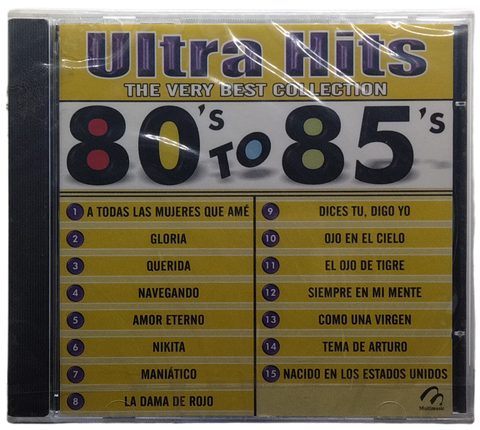 Ultra Hits
THE VERY BEST COLLECTION
80's TO 85's
1 A TODAS LAS MUJERES QUE AMÉ
2 GLORIA
3 QUERIDA
4 NAVEGANDO
5 AMOR ETERNO
6 NIKITA
7 MANIÁTICO
8 LA DAMA DE ROJO
9 DICES TU, DIGO YO
10 OJO EN EL CIELO
11 EL OJO DE TIGRE
12 SIEMPRE EN MI MENTE
13 COMO UNA VIRGEN
14 TEMA DE ARTURO
15 NACIDO EN LOS ESTADOS UNIDOS
Multimusic